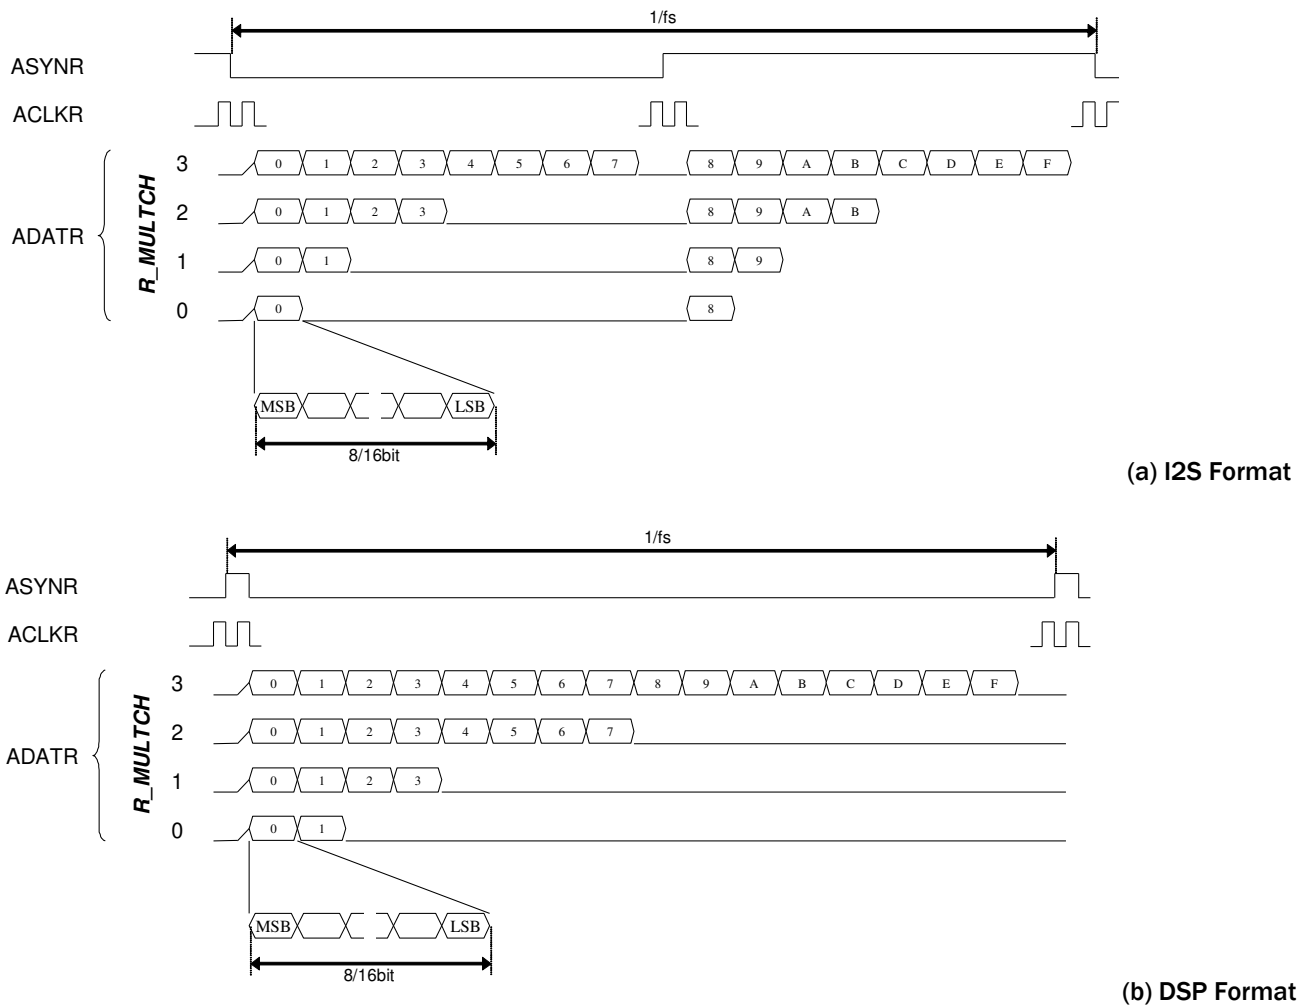 1/fs
ASYNR
ACLKR
ADATR
R_MULTCH
3 0 1 2 3 4 5 6 7 8 9 A B C D E F
2 0 1 2 3 8 9 A B
1 0 1 8 9
0 0 8
MSB LSB
8/16bit
(a) I2S Format
1/fs
ASYNR
ACLKR
ADATR
R_MULTCH
3 0 1 2 3 4 5 6 7 8 9 A B C D E F
2 0 1 2 3 4 5 6 7
1 0 1 2 3
0 0 1
MSB LSB
8/16bit
(b) DSP Format